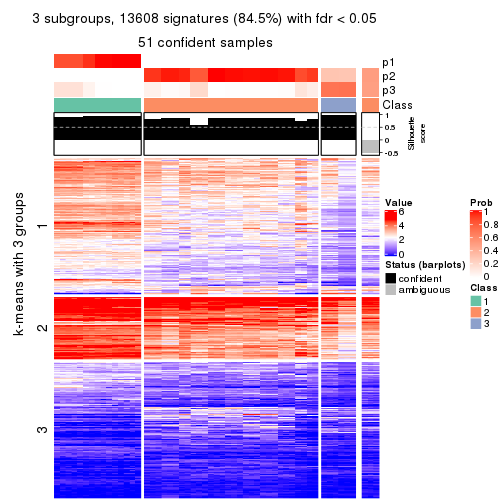 3 subgroups, 13608 signatures (84.5%) with fdr < 0.05
51 confident samples
p1
p2
p3
Class
1
0.5
0
-0.5
Silhouette
score
k-means with 3 groups
1
2
3
Value
6
4
2
0
Status (barplots)
confident
ambiguous
Prob
1
0.8
0.6
0.4
0.2
0
Class
1
2
3